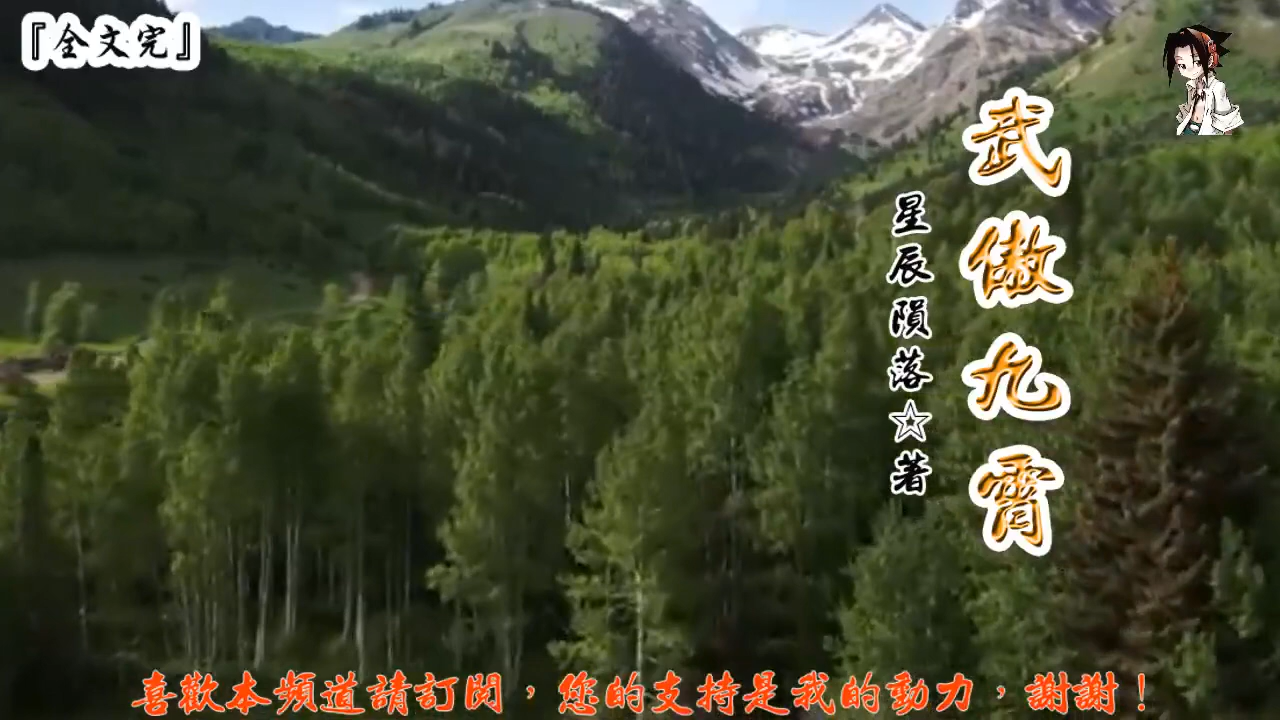 『全文完』
武傲九霄
星辰隕落☆著
喜歡本頻道請訂閱，您的支持是我的動力，謝謝！